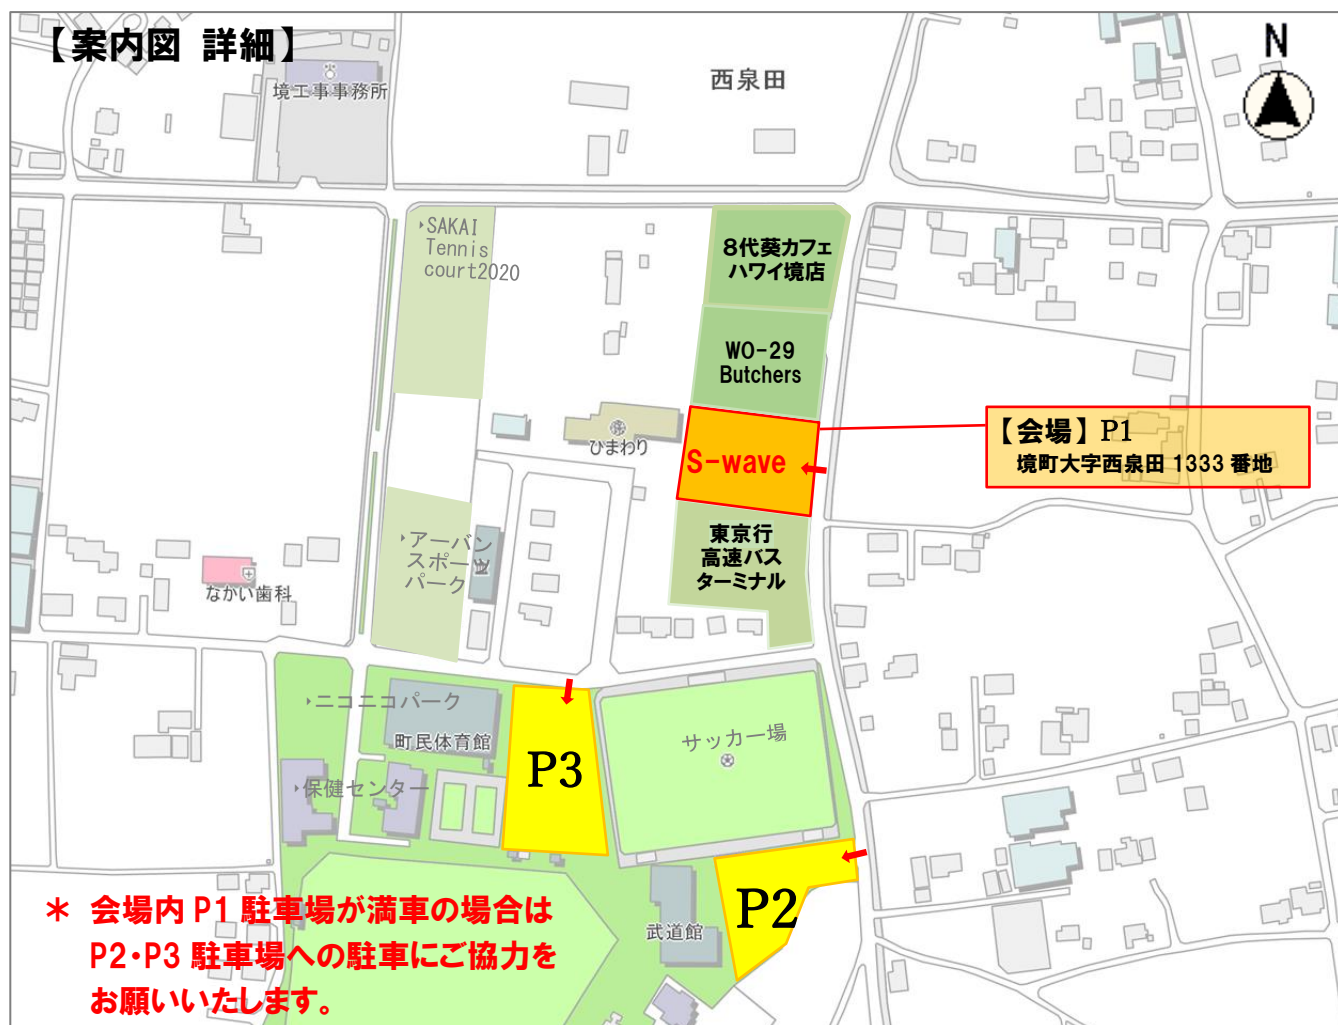 【案内図 詳細】
N
境工事事務所
西泉田
SAKAI
Tennis
court2020
8代葵カフェ
ハワイ境店
WO-29
Butchers
ひまわり
S-wave
【会場】P1
境町大字西泉田 1333 番地
アーバン
スポーツ
パーク
東京行
高速バス
ターミナル
なかい歯科
ニコニコパーク
町民体育館
P3
サッカー場
保健センター
P2
武道館
＊ 会場内 P1 駐車場が満車の場合は
P2・P3 駐車場への駐車にご協力を
お願いいたします。